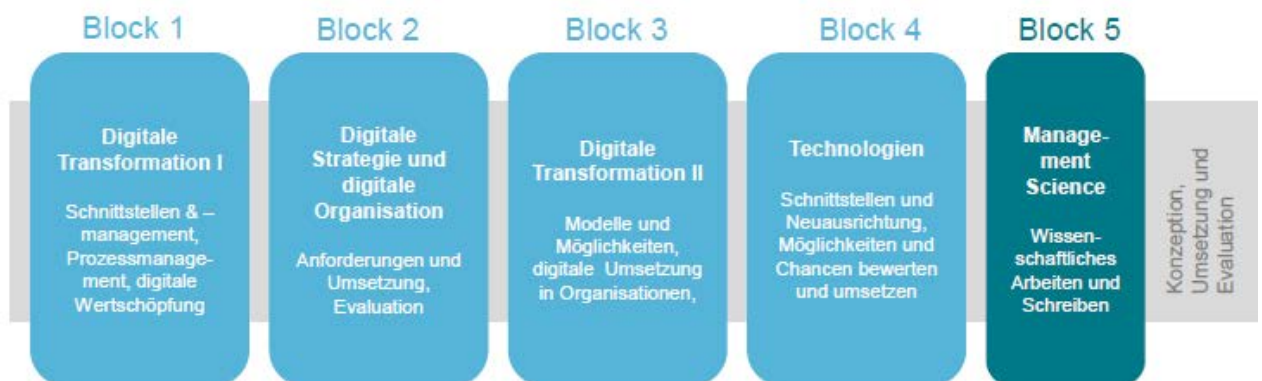 Block 1
Digitale
Transformation I
Schnittstellen & –
management,
Prozessmanage-
ment, digitale
Wertschöpfung
Block 2
Digitale
Strategie und
digitale
Organisation
Anforderungen und
Umsetzung,
Evaluation
Block 3
Digitale
Transformation II
Modelle und
Möglichkeiten,
digitale Umsetzung
in Organisationen,
Block 4
Technologien
Schnittstellen und
Neuausrichtung,
Möglichkeiten und
Chancen bewerten
und umsetzen
Block 5
Manage-
ment
Science
Wissen-
schaftliches
Arbeiten und
Schreiben
Konzeption,
Umsetzung und
Evaluation